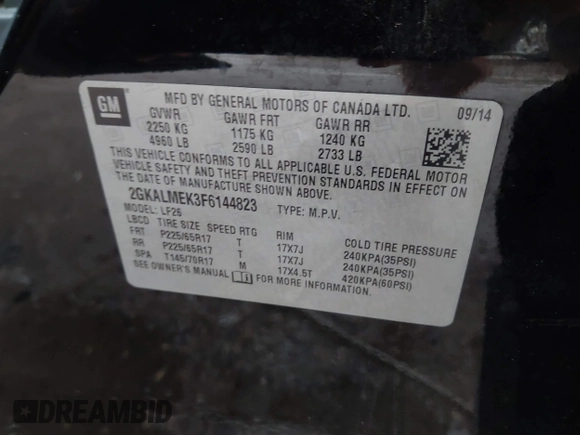 GM
MFD BY GENERAL MOTORS OF CANADA LTD. 09/14
GVWR GAWR FRT GAWR RR
2250 KG 1175 KG 1240 KG
4960 LB 2590 LB 2733 LB
THIS VEHICLE CONFORMS TO ALL APPLICABLE U.S. FEDERAL MOTOR
VEHICLE SAFETY AND THEFT PREVENTION STANDARDS IN EFFECT ON
THE DATE OF MANUFACTURE SHOWN ABOVE.
2GKALMEK3F6144823 TYPE: M.P.V.
MODEL: LF26
LBCD TIRE SIZE SPEED RTG RIM COLD TIRE PRESSURE
FRT P225/65R17 T 17X7J 240KPA(35PSI)
RR P225/65R17 T 17X7J 240KPA(35PSI)
SPA T145/70R17 M 17X4.5T 420KPA(60PSI)
SEE OWNER'S MANUAL FOR MORE INFORMATION.
DREAMBID